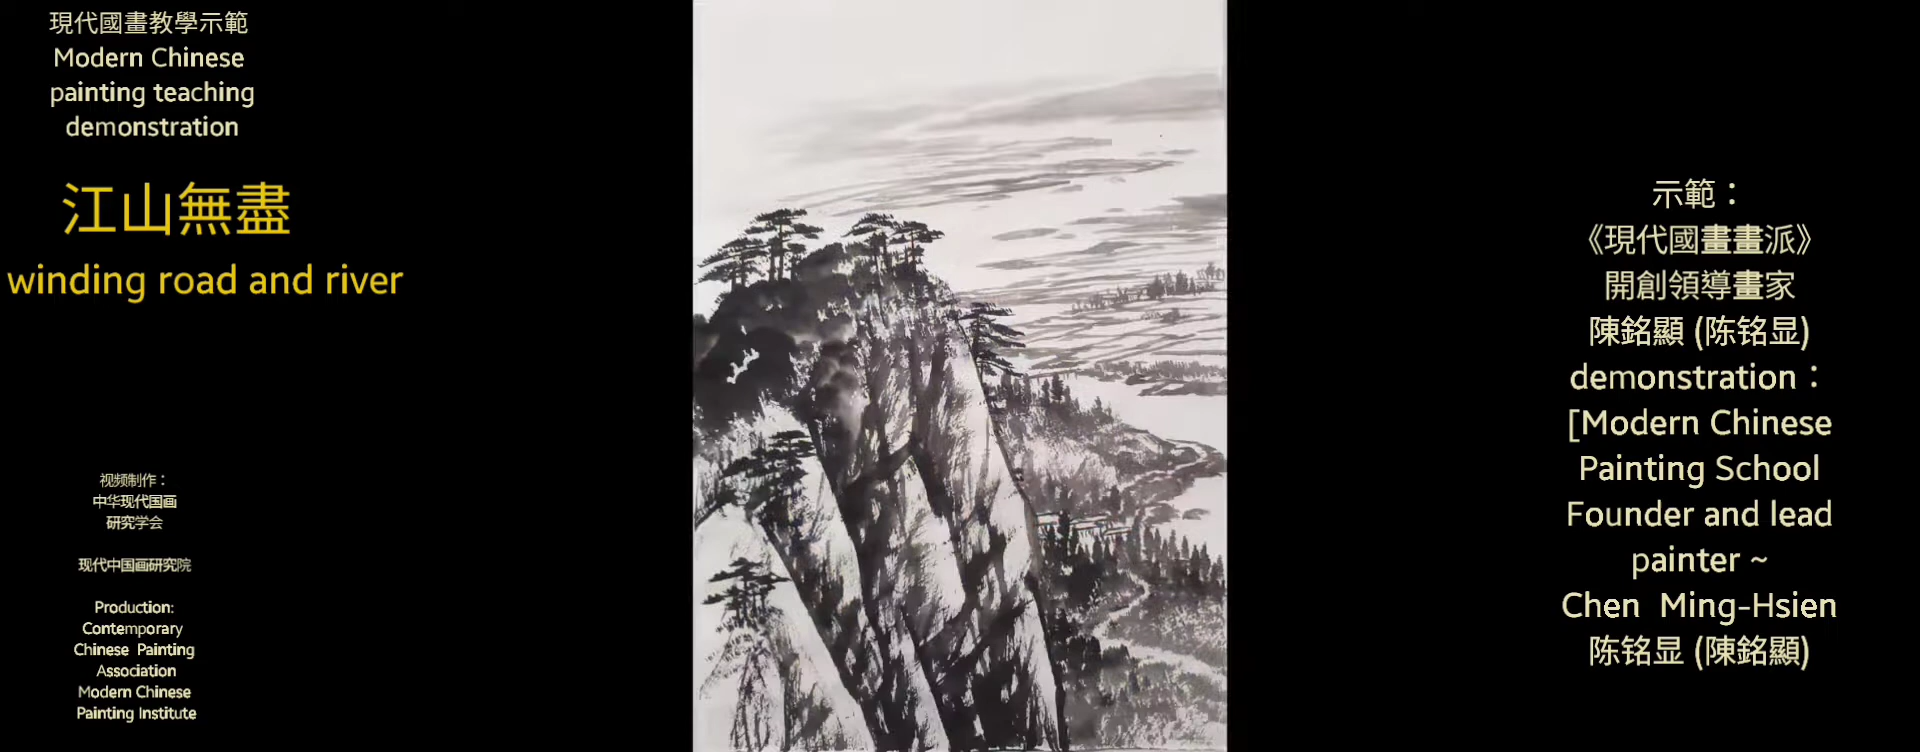 現代國畫教學示範
Modern Chinese
painting teaching
demonstration
江山無盡
winding road and river
视频制作：
中华现代国画
研究学会
现代中国画研究院
Production:
Contemporary
Chinese Painting
Association
Modern Chinese
Painting Institute
示範：
《現代國畫畫派》
開創領導畫家
陳銘顯 (陈铭显)
demonstration：
[Modern Chinese
Painting School
Founder and lead
painter ~
Chen Ming-Hsien
陈铭显 (陳銘顯)